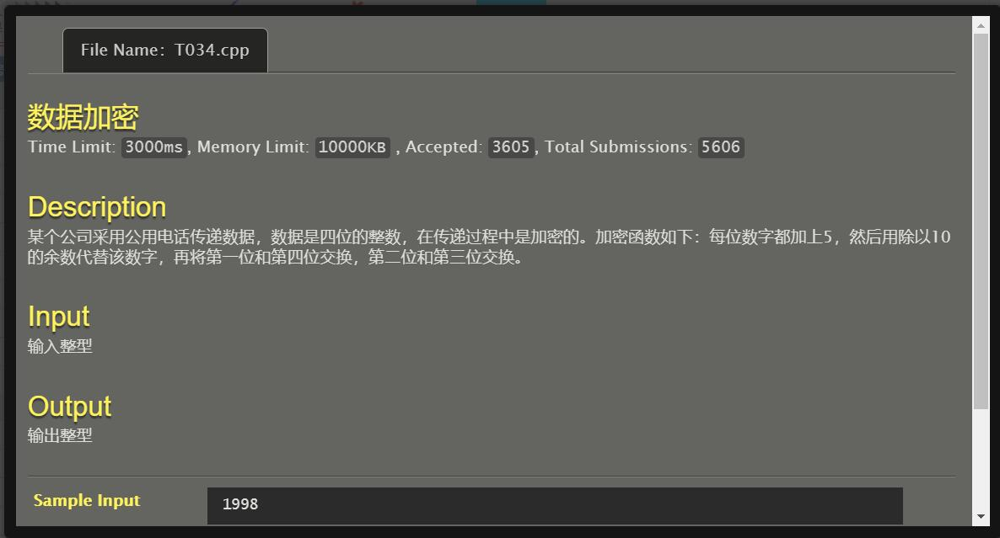 File Name: T034.cpp
数据加密
Time Limit: 3000ms, Memory Limit: 10000KB , Accepted: 3605, Total Submissions: 5606
Description
某个公司采用公用电话传递数据，数据是四位的整数，在传递过程中是加密的。加密函数如下：每位数字都加上5，然后用除以10
的余数代替该数字，再将第一位和第四位交换，第二位和第三位交换。
Input
输入整型
Output
输出整型
Sample Input
1998